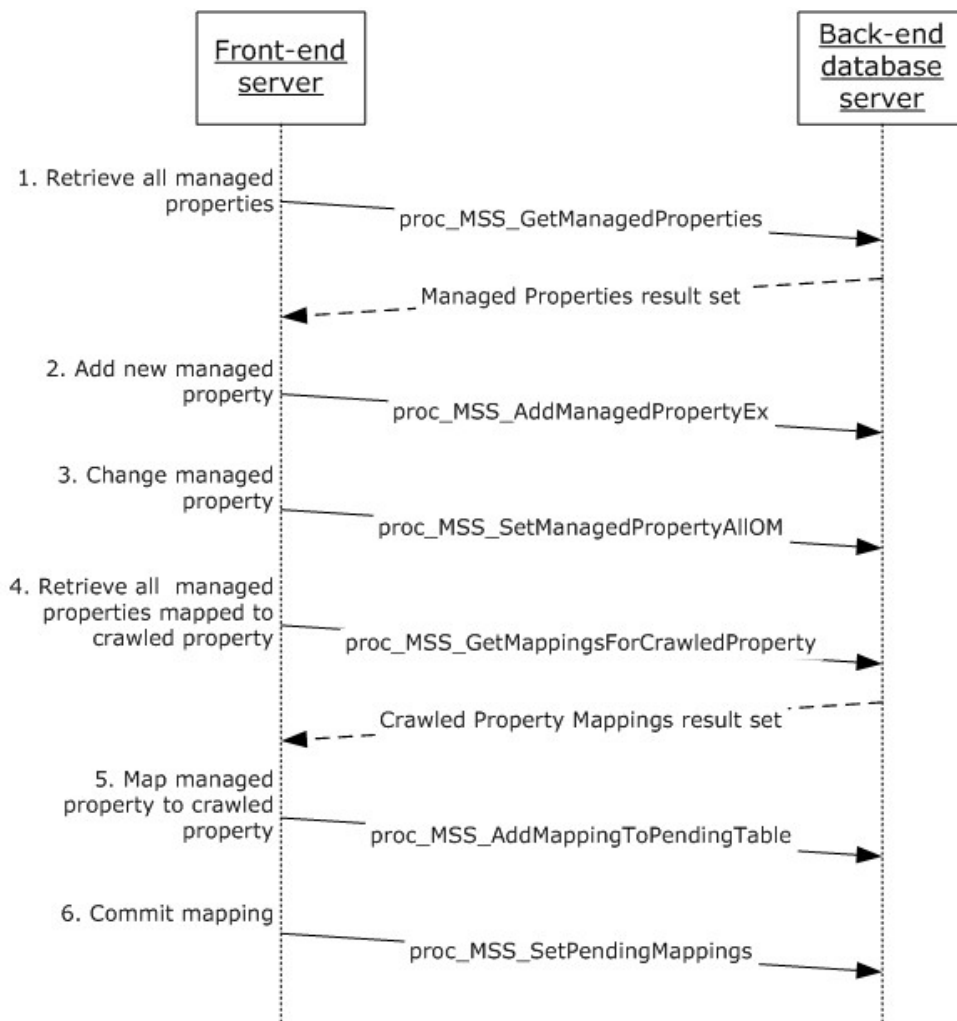 Front-end
server
Back-end
database
server
1. Retrieve all managed
properties
proc_MSS_GetManagedProperties
Managed Properties result set
2. Add new managed
property
proc_MSS_AddManagedPropertyEx
3. Change managed
property
proc_MSS_SetManagedPropertyAllOM
4. Retrieve all  managed
properties mapped to
crawled property
proc_MSS_GetMappingsForCrawledProperty
Crawled Property Mappings result set
5. Map managed
property to crawled
property
proc_MSS_AddMappingToPendingTable
6. Commit mapping
proc_MSS_SetPendingMappings